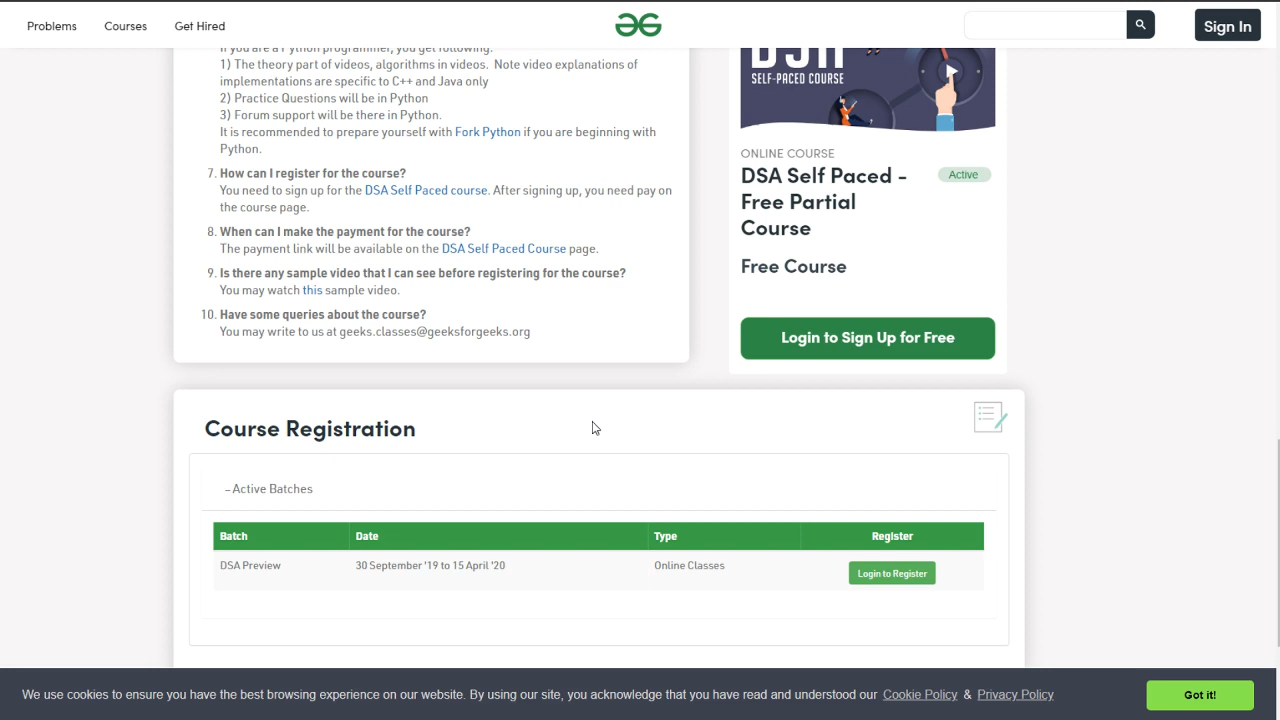 Problems Courses Get Hired Sign In
If you are a Python programmer, you get following:
1) The theory part of videos, algorithms in videos. Note video explanations of
implementations are specific to C++ and Java only
2) Practice Questions will be in Python
3) Forum support will be there in Python.
It is recommended to prepare yourself with Fork Python if you are beginning with
Python.
7. How can I register for the course?
You need to sign up for the DSA Self Paced course. After signing up, you need pay on
the course page.
8. When can I make the payment for the course?
The payment link will be available on the DSA Self Paced Course page.
9. Is there any sample video that I can see before registering for the course?
You may watch this sample video.
10. Have some queries about the course?
You may write to us at geeks.classes@geeksforgeeks.org
DSA
SELF-PACED COURSE
ONLINE COURSE
DSA Self Paced - Active
Free Partial
Course
Free Course
Login to Sign Up for Free
Course Registration
- Active Batches
Batch Date Type Register
DSA Preview 30 September '19 to 15 April '20 Online Classes Login to Register
We use cookies to ensure you have the best browsing experience on our website. By using our site, you acknowledge that you have read and understood our Cookie Policy & Privacy Policy Got it!